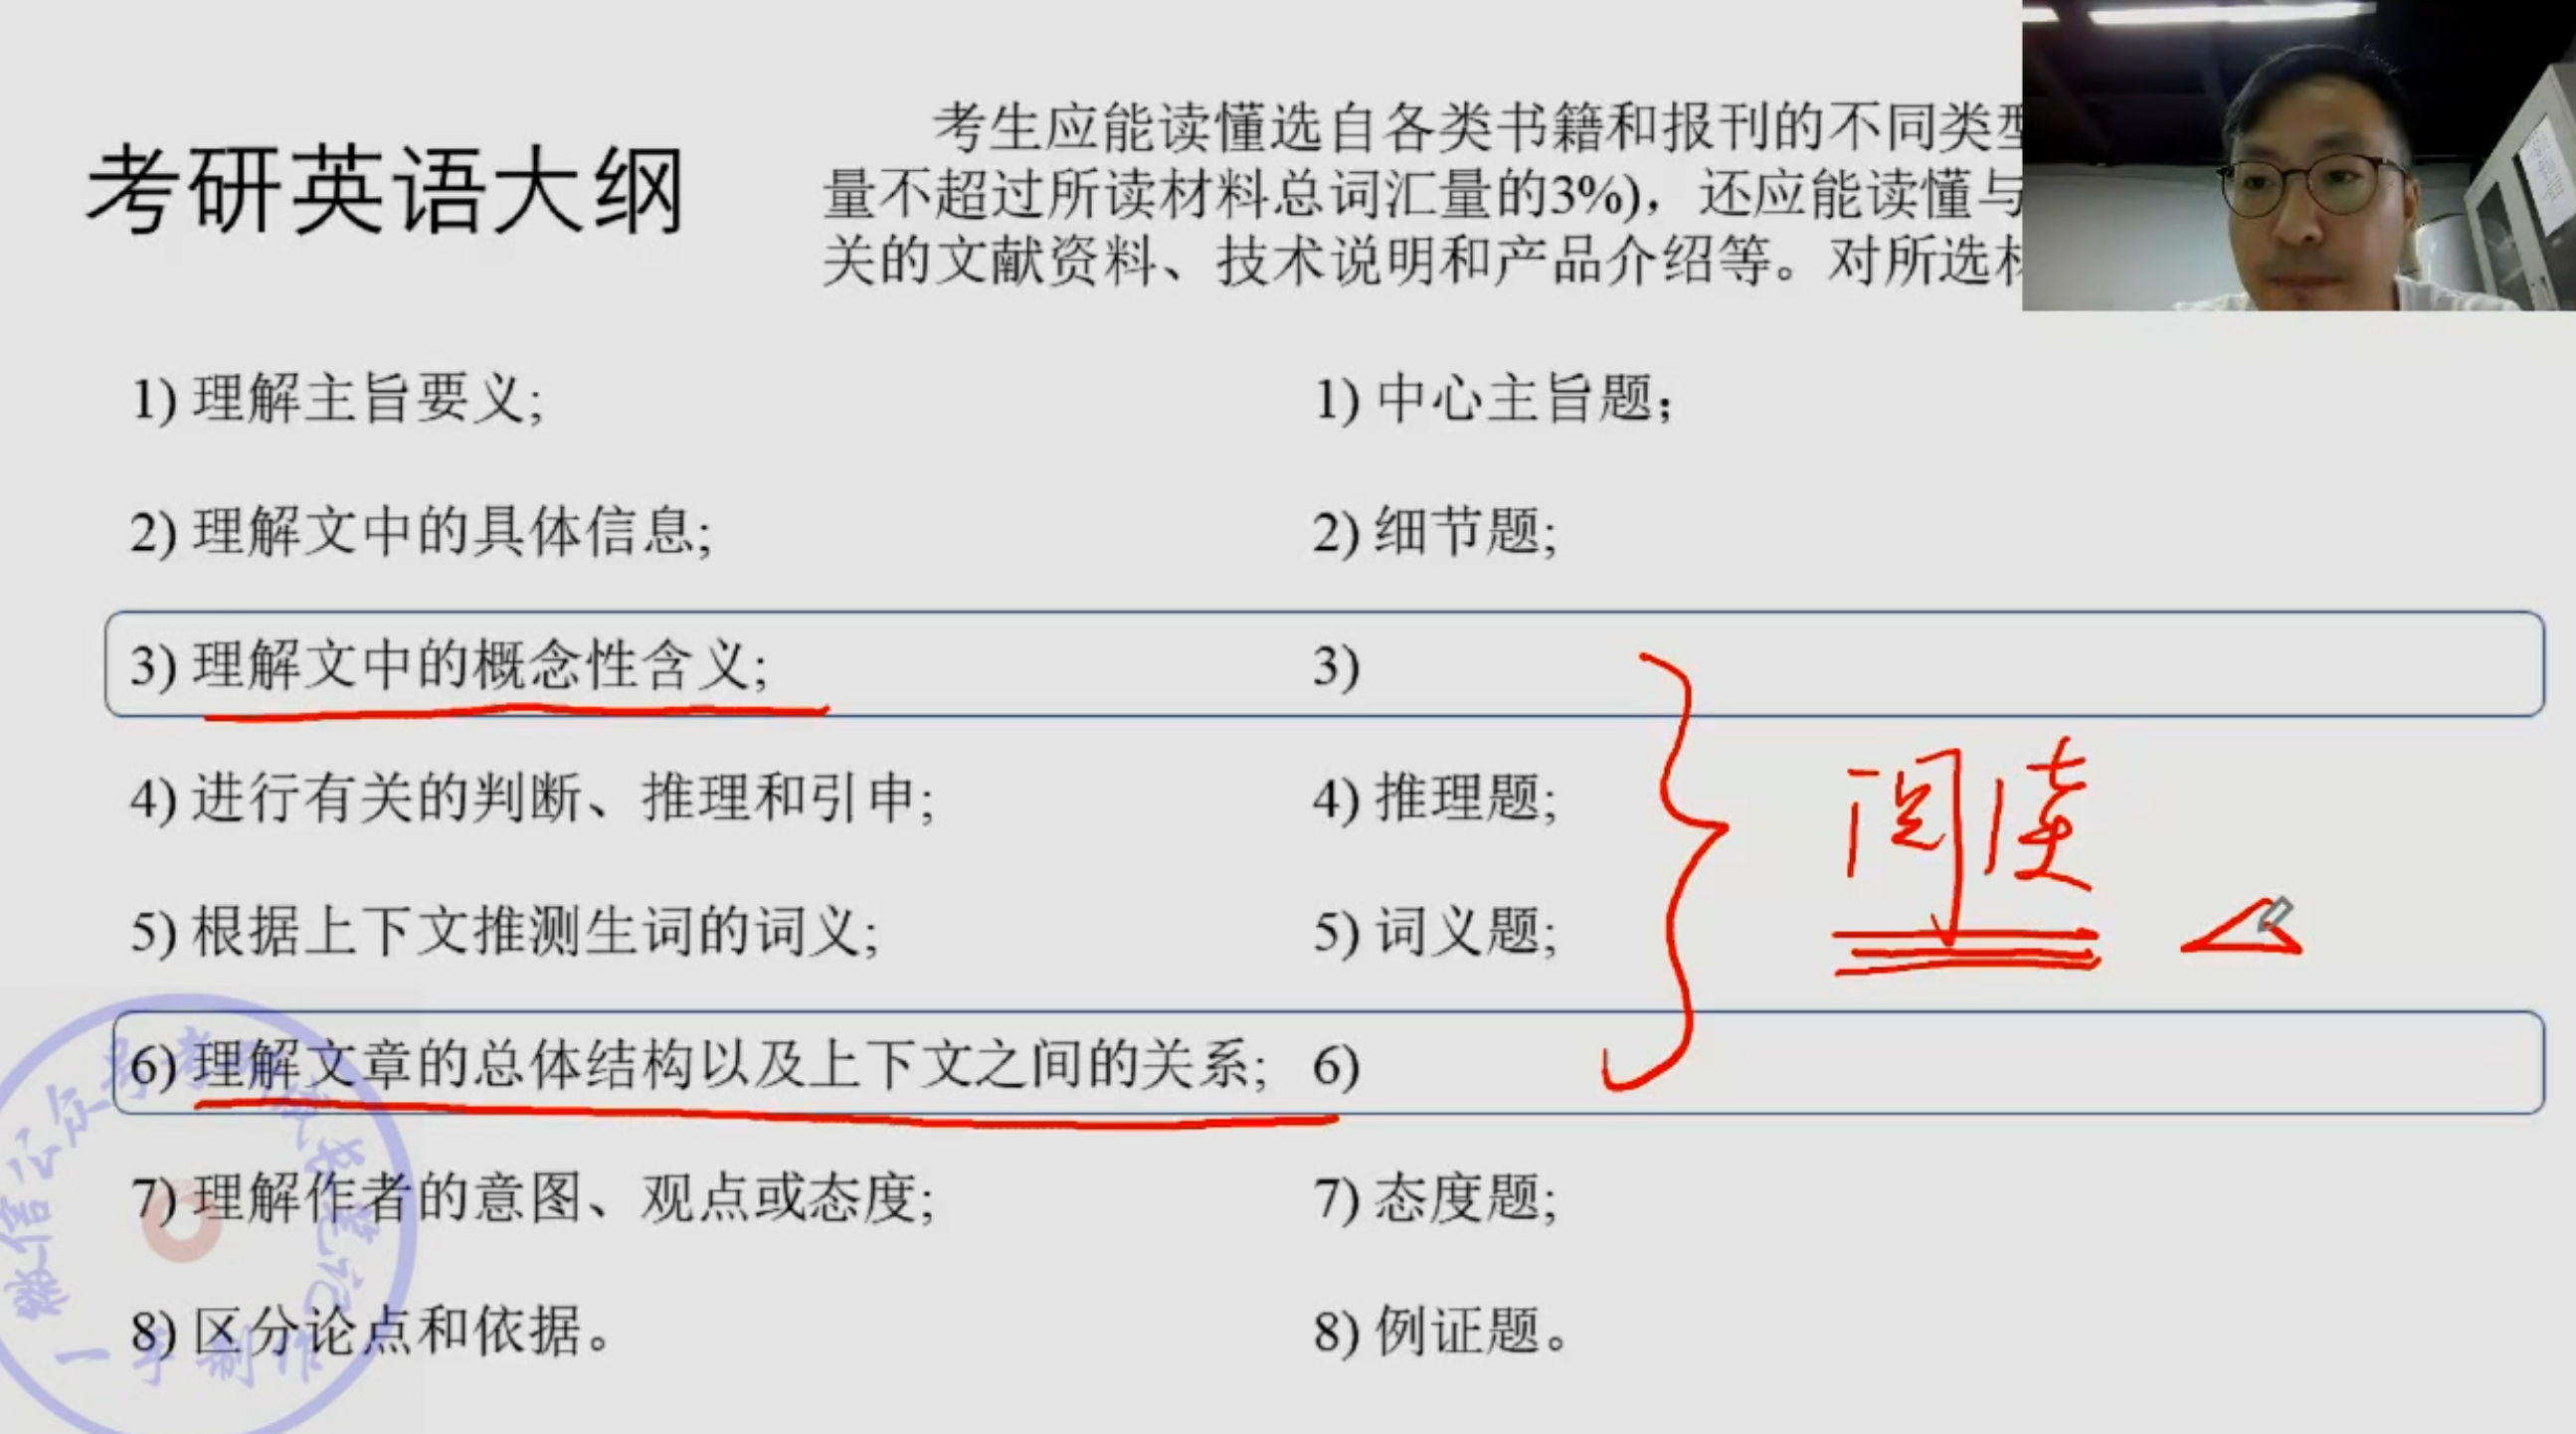 考研英语大纲
考生应能读懂选自各类书籍和报刊的不同类型
量不超过所读材料总词汇量的3%)，还应能读懂与
关的文献资料、技术说明和产品介绍等。对所选材
1) 理解主旨要义;
1) 中心主旨题；
2) 理解文中的具体信息;
2) 细节题;
3) 理解文中的概念性含义;
3)
4) 进行有关的判断、推理和引申;
4) 推理题;
阅读
5) 根据上下文推测生词的词义;
5) 词义题;
6) 理解文章的总体结构以及上下文之间的关系;
6)
7) 理解作者的意图、观点或态度;
7) 态度题;
8) 区分论点和依据。
8) 例证题。
一手制作